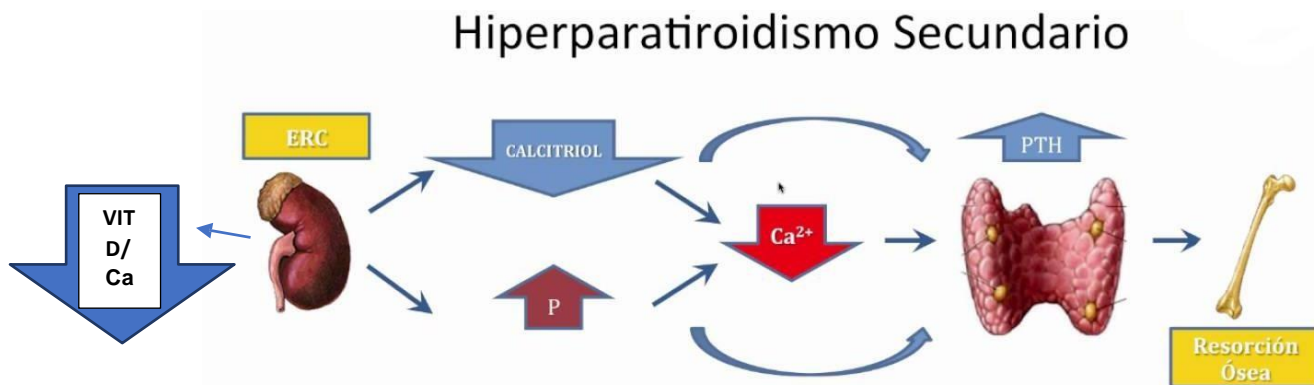 Hiperparatiroidismo Secundario
ERC
CALCITRIOL
PTH
VIT
D/
Ca
Ca²⁺
P
Resorción
Ósea